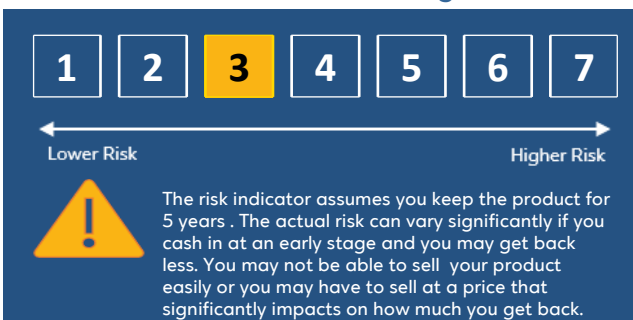 1 2 3 4 5 6 7
Lower Risk Higher Risk
The risk indicator assumes you keep the product for
5 years . The actual risk can vary significantly if you
cash in at an early stage and you may get back
less. You may not be able to sell your product
easily or you may have to sell at a price that
significantly impacts on how much you get back.